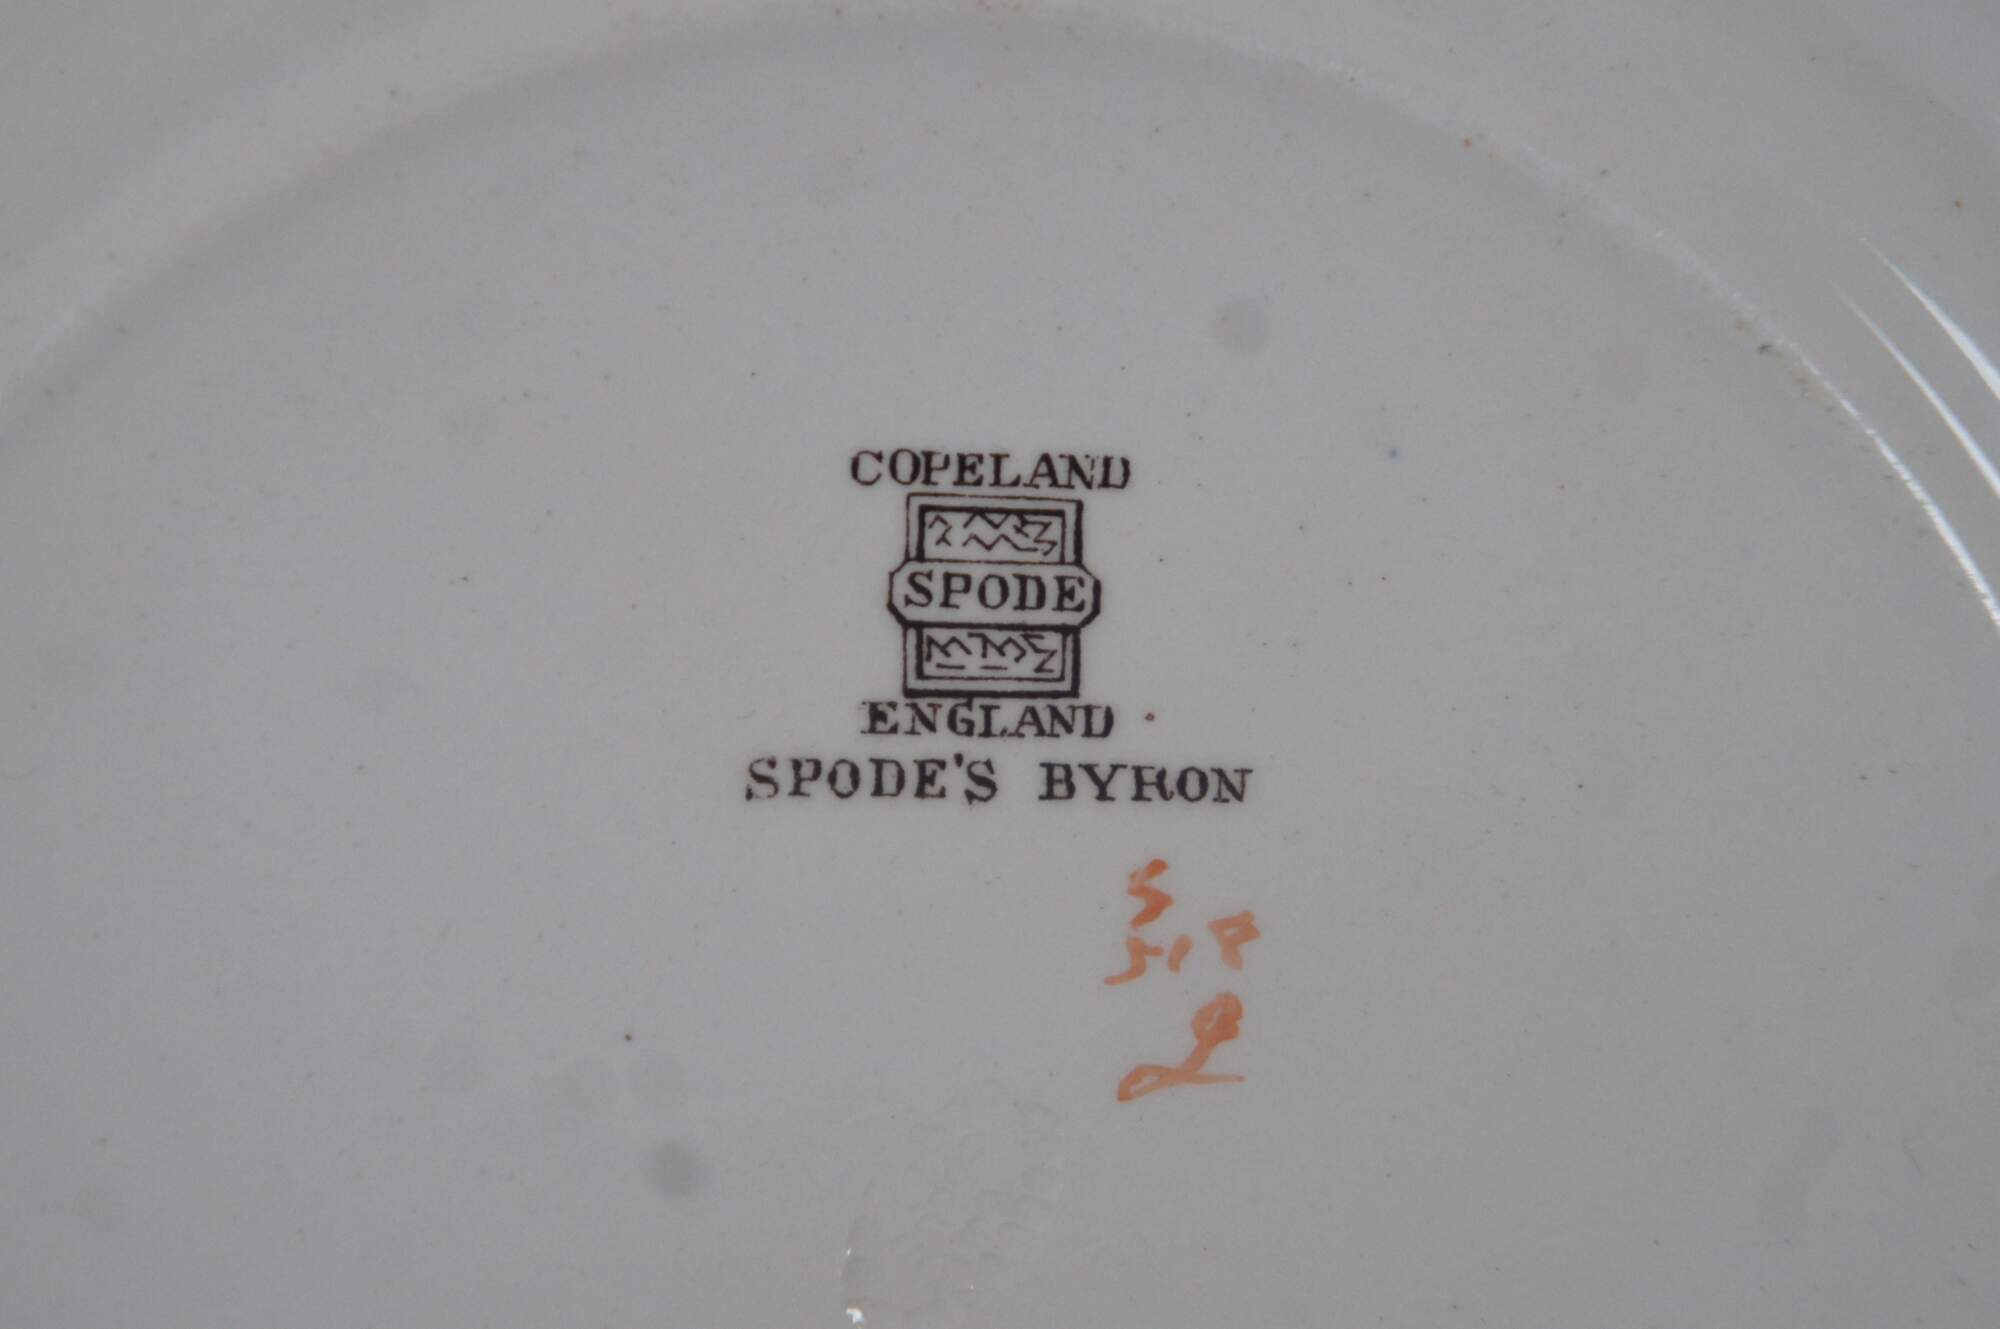 COPELAND
SPODE
ENGLAND
SPODE'S BYRON